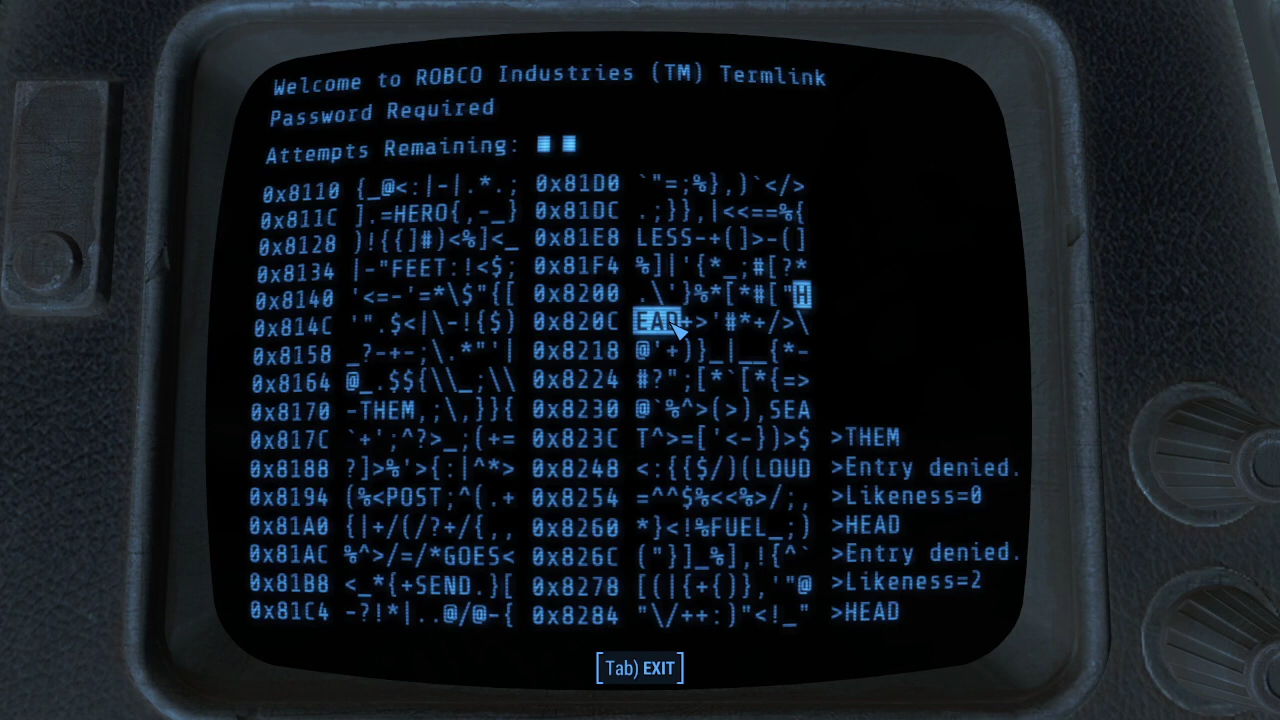 Welcome to ROBCO Industries (TM) Termlink
Password Required
Attempts Remaining:
0x8110 {_@<:|-|.*.; 0x81D0 `"=;%},)`</>
0x811C ].=HERO{,-_} 0x81DC .;}},|<<==%{
0x8128 )!{(]#)<%]<_ 0x81E8 LESS-+(]>-(]
0x8134 |-"FEET:!<$; 0x81F4 %]|'{*_;#[?*
0x8140 '<=-'=*\$"{[ 0x8200 .\'}%*[*#["H
0x814C '".$<|\-!{$) 0x820C EAD+>'#*+/>\
0x8158 _?-+-;\.*"'| 0x8218 @'+)}_|__{*-
0x8164 @_.$${\\_;\\ 0x8224 #?";[*`[*{=>
0x8170 -THEM,;\,}}{ 0x8230 @`%^>(>),SEA
0x817C `+';^?>_;(+= 0x823C T^>=['<-})>$ >THEM
0x8188 ?]>%'>{:|^*> 0x8248 <:{{$/)(LOUD >Entry denied.
0x8194 (%<POST;^(.+ 0x8254 =^^$%<<%>/;, >Likeness=0
0x81A0 {|+/(/?+/{,, 0x8260 *}<!%FUEL_;) >HEAD
0x81AC %^>/=/*GOES< 0x826C ("}]_%],!{^` >Entry denied.
0x81B8 <_*{+SEND.}[ 0x8278 [(|{+{)},'"@ >Likeness=2
0x81C4 -?!*|..@/@-{ 0x8284 "\/++:)"<!_" >HEAD
[Tab) EXIT]